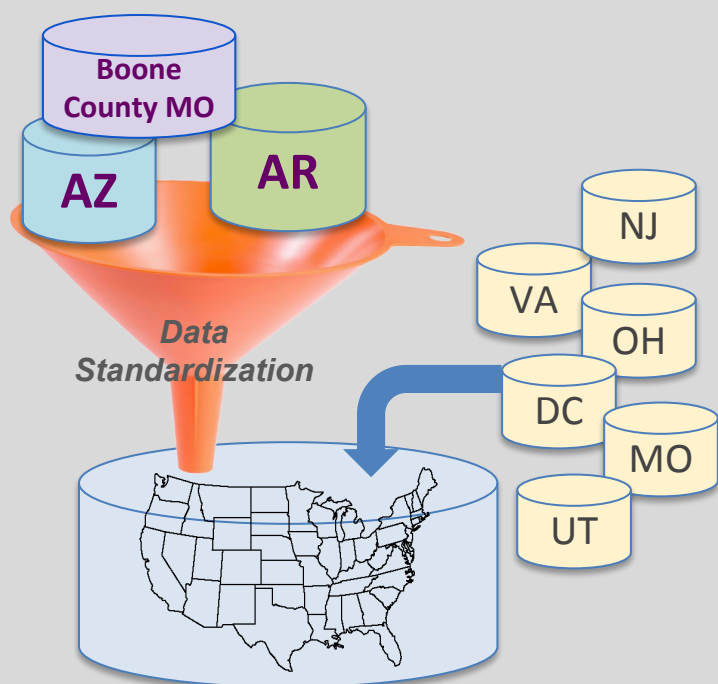 Boone
County MO
AZ
AR
NJ
VA
OH
DC
MO
UT
Data
Standardization